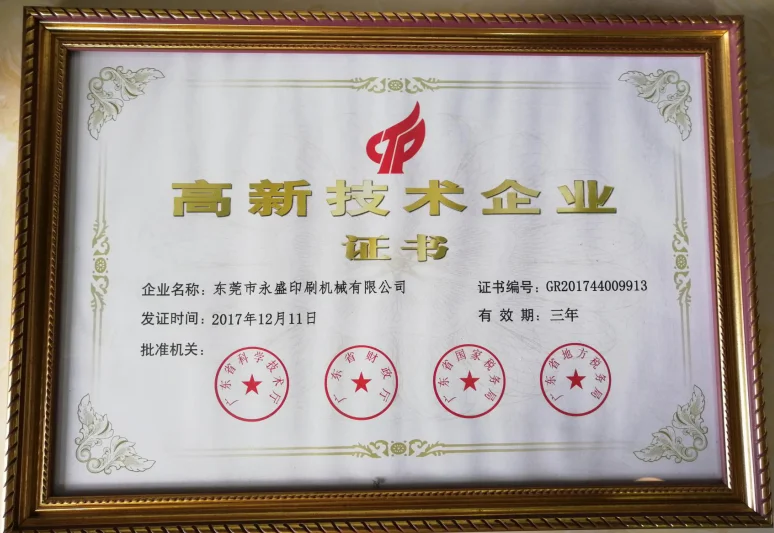 高新技术企业
证书
企业名称：东莞市永盛印刷机械有限公司 证书编号：GR201744009913
发证时间：2017年12月11日 有效期：三年
批准机关：
广东省科学技术厅
广东省财政厅
广东省国家税务局
广东省地方税务局